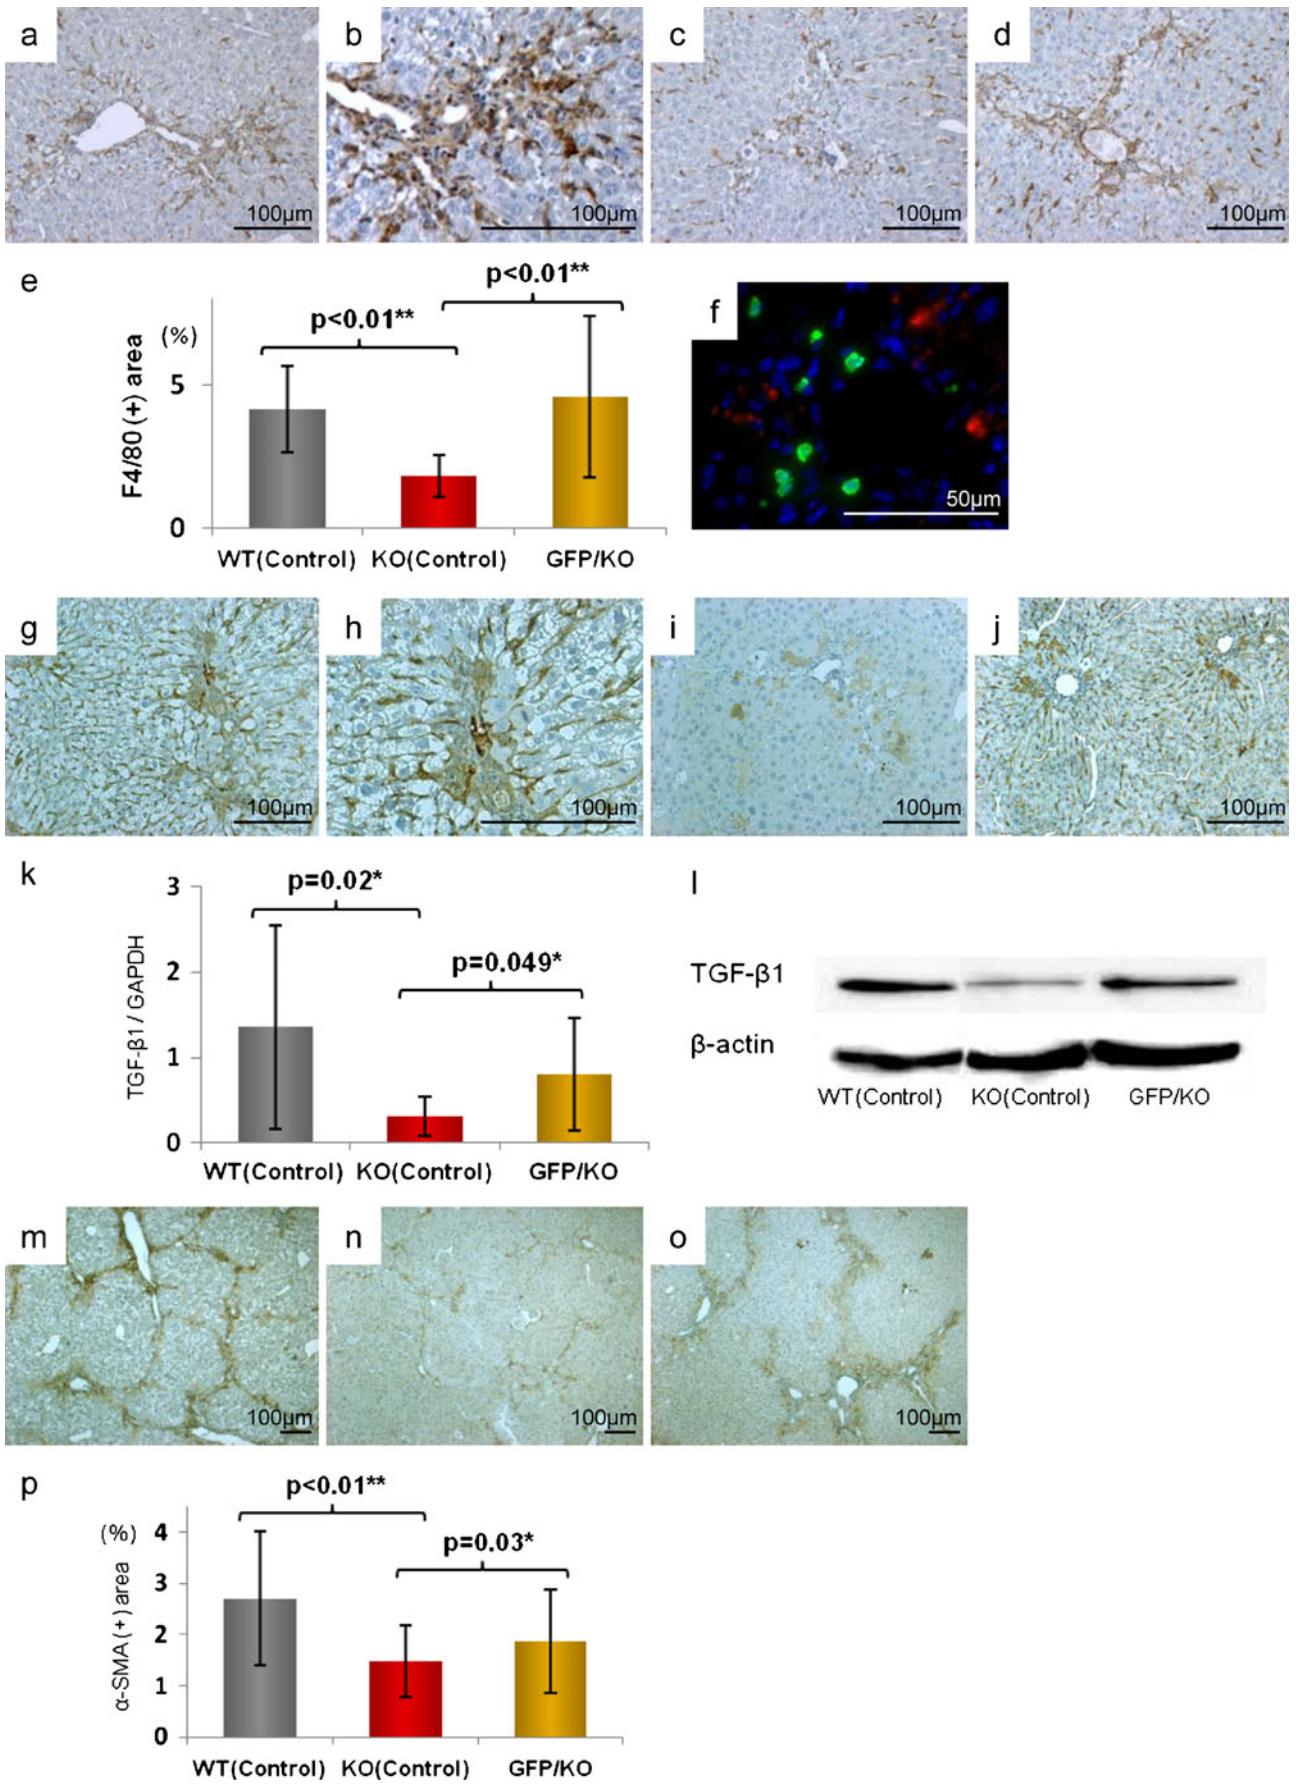 a b c d
100µm 100µm 100µm 100µm
e
p<0.01**
p<0.01**
(%)
F4/80 (+) area
5
0
WT(Control) KO(Control) GFP/KO
f
50µm
g h i j
100µm 100µm 100µm 100µm
k
p=0.02*
p=0.049*
TGF-β1 / GAPDH
3
2
1
0
WT(Control) KO(Control) GFP/KO
l
TGF-β1
β-actin
WT(Control) KO(Control) GFP/KO
m n o
100µm 100µm 100µm
p
p<0.01**
p=0.03*
(%)
α-SMA (+) area
4
3
2
1
0
WT(Control) KO(Control) GFP/KO